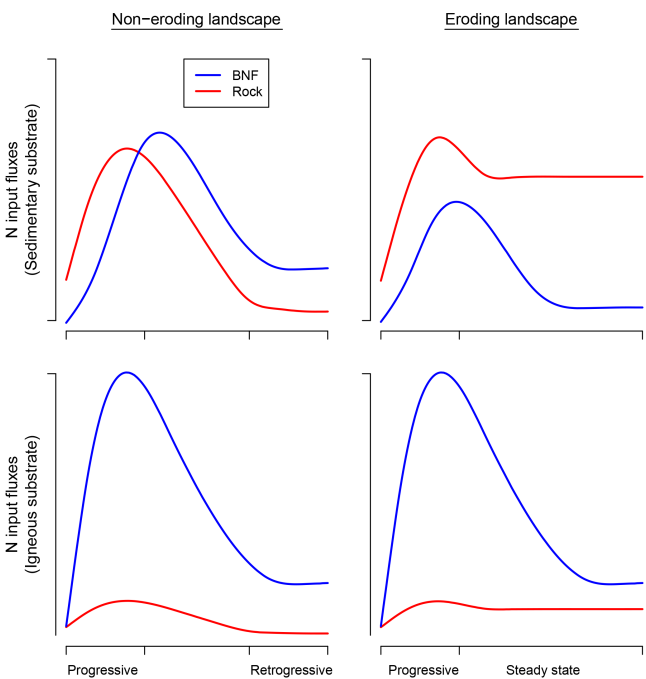 Non−eroding landscape
Eroding landscape
BNF
Rock
N input fluxes
(Sedimentary substrate)
N input fluxes
(Igneous substrate)
Progressive
Retrogressive
Progressive
Steady state